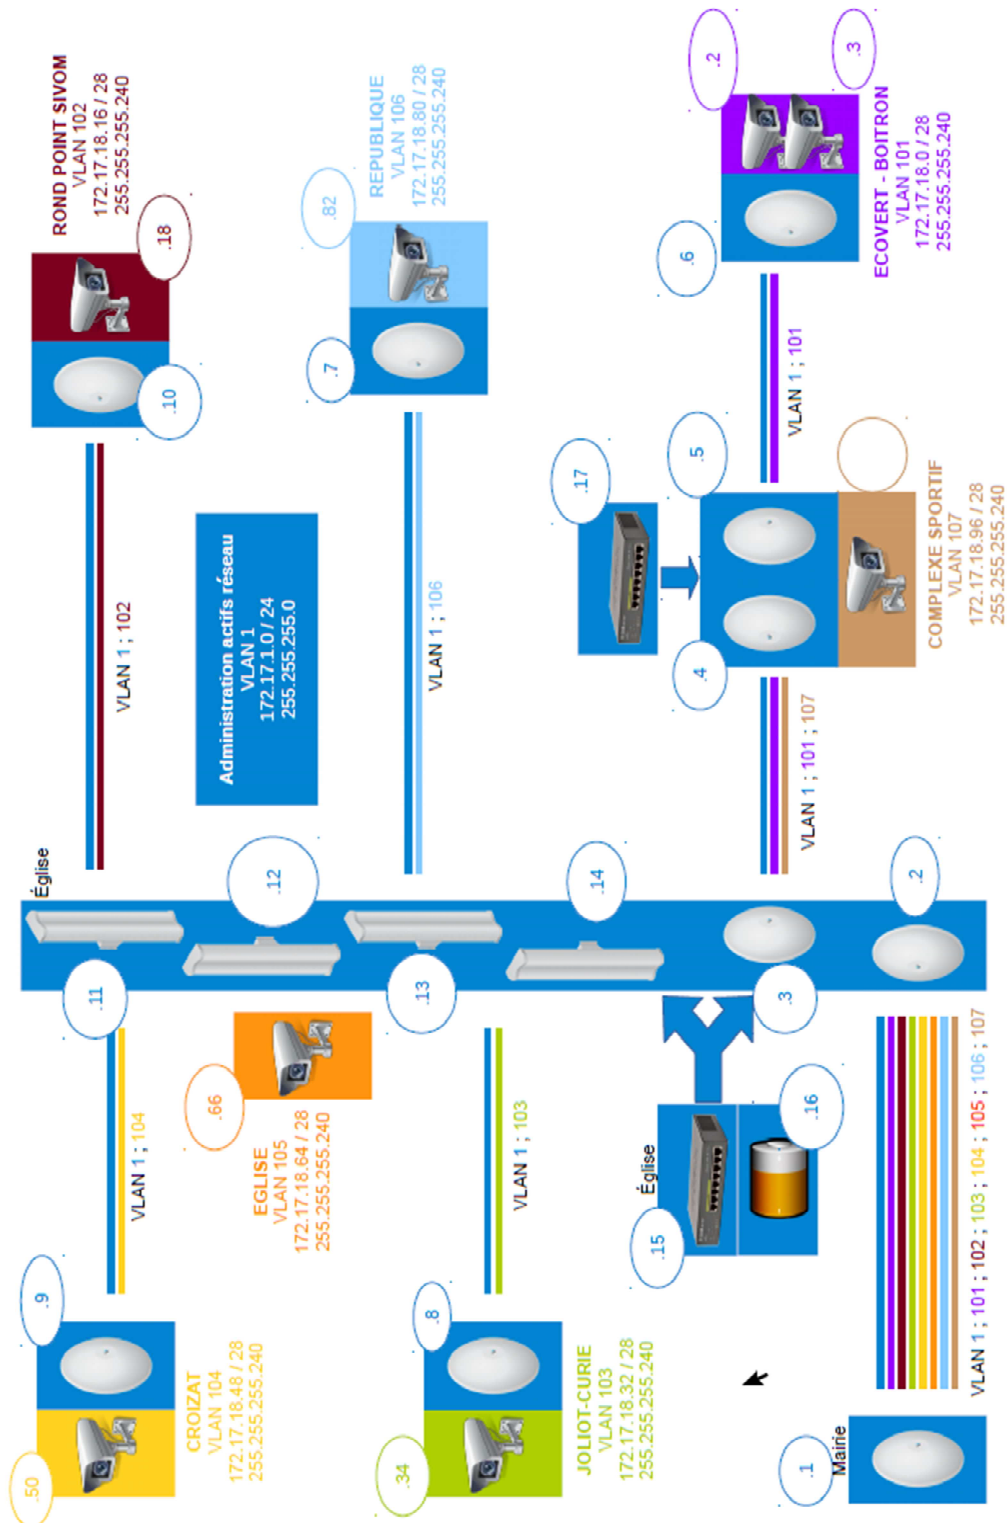 .50
.9
CROIZAT
VLAN 104
172.17.18.48 / 28
255.255.255.240
VLAN 1 ; 104
.11
Église
VLAN 1 ; 102
.10
.18
ROND POINT SIVOM
VLAN 102
172.17.18.16 / 28
255.255.255.240
.66
EGLISE
VLAN 105
172.17.18.64 / 28
255.255.255.240
.12
Administration actifs réseau
VLAN 1
172.17.1.0 / 24
255.255.255.0
.34
.8
JOLIOT-CURIE
VLAN 103
172.17.18.32 / 28
255.255.255.240
VLAN 1 ; 103
.13
VLAN 1 ; 106
.7
.82
REPUBLIQUE
VLAN 106
172.17.18.80 / 28
255.255.255.240
.14
.15
Église
.16
.3
.17
.4
.5
COMPLEXE SPORTIF
VLAN 107
172.17.18.96 / 28
255.255.255.240
VLAN 1 ; 101 ; 107
VLAN 1 ; 101
.6
.2
.3
ECOVERT - BOITRON
VLAN 101
172.17.18.0 / 28
255.255.255.240
.1
Mairie
VLAN 1 ; 101 ; 102 ; 103 ; 104 ; 105 ; 106 ; 107
.2